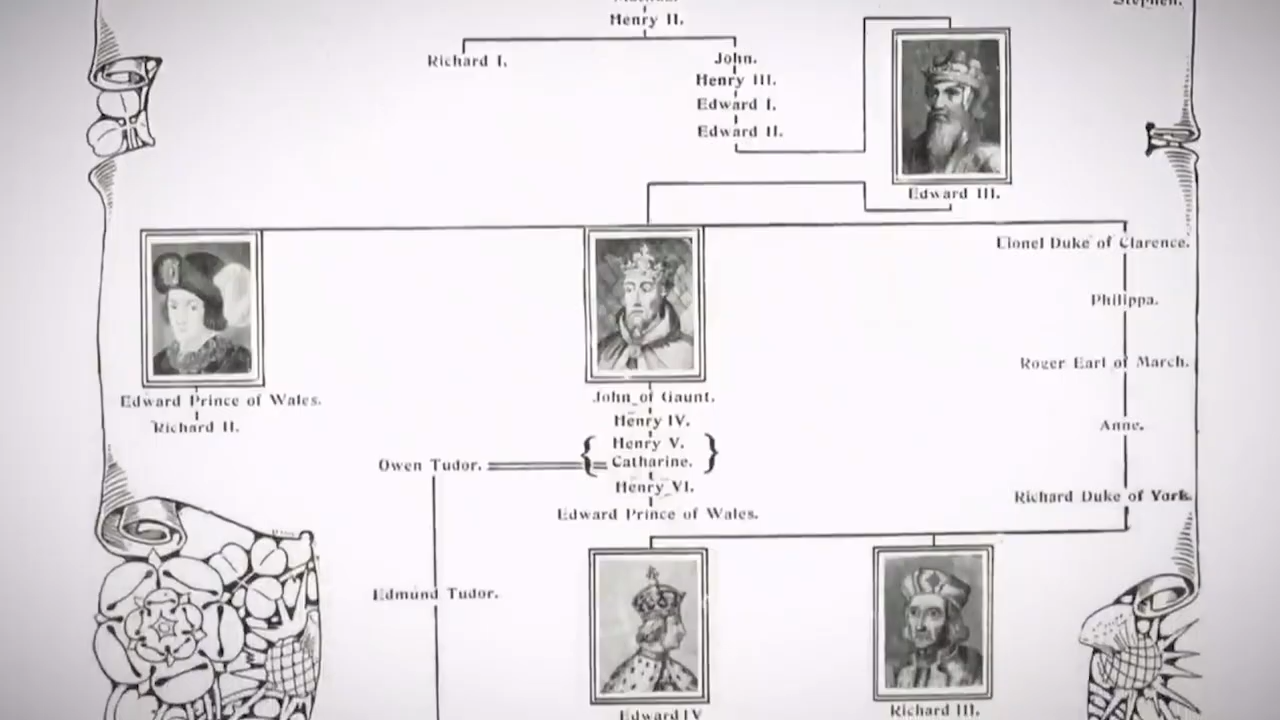 Stephen.
Henry II.
Richard I.
John.
Henry III.
Edward I.
Edward II.
Edward III.
Lionel Duke of Clarence.
Philippa.
Roger Earl of March.
Edward Prince of Wales.
Richard II.
John of Gaunt.
Henry IV.
Henry V.
Catharine.
Owen Tudor.
Anne.
Henry VI.
Richard Duke of York.
Edward Prince of Wales.
Edmund Tudor.
Edward IV
Richard III.